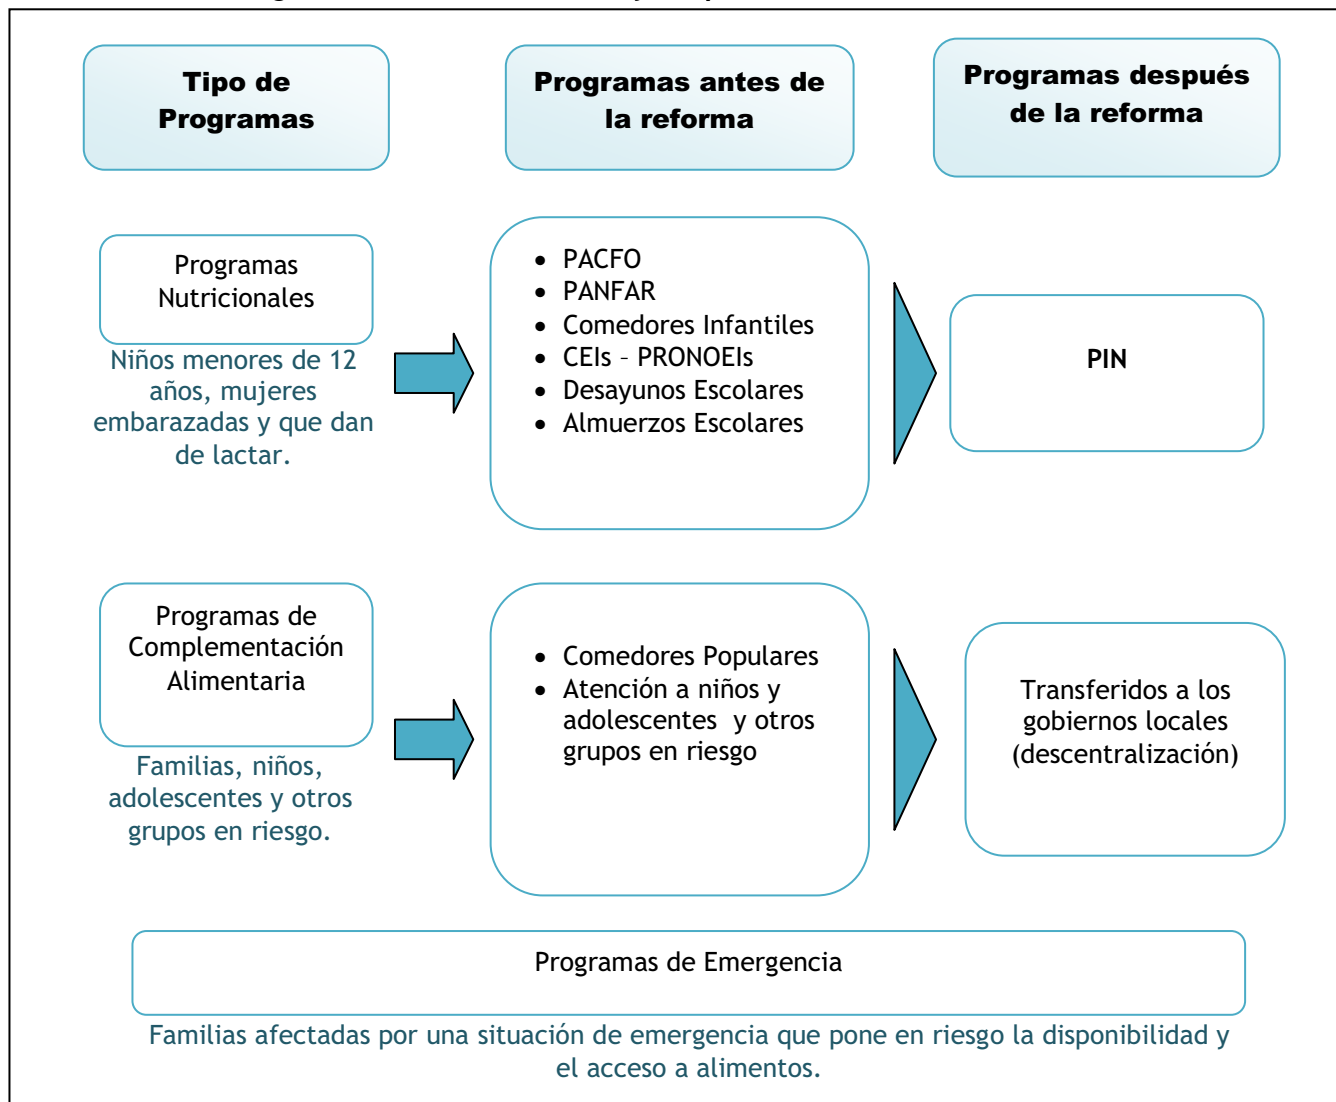 Tipo de
Programas
Programas antes de
la reforma
Programas después
de la reforma
Programas
Nutricionales
Niños menores de 12
años, mujeres
embarazadas y que dan
de lactar.
• PACFO
• PANFAR
• Comedores Infantiles
• CEIs – PRONOEIs
• Desayunos Escolares
• Almuerzos Escolares
PIN
Programas de
Complementación
Alimentaria
Familias, niños,
adolescentes y otros
grupos en riesgo.
• Comedores Populares
• Atención a niños y
adolescentes y otros
grupos en riesgo
Transferidos a los
gobiernos locales
(descentralización)
Programas de Emergencia
Familias afectadas por una situación de emergencia que pone en riesgo la disponibilidad y
el acceso a alimentos.